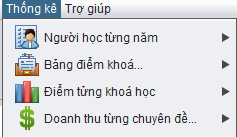 Thống kê Trợ giúp
Người học từng năm
Bảng điểm khoá...
Điểm từng khoá học
Doanh thu từng chuyên đề...